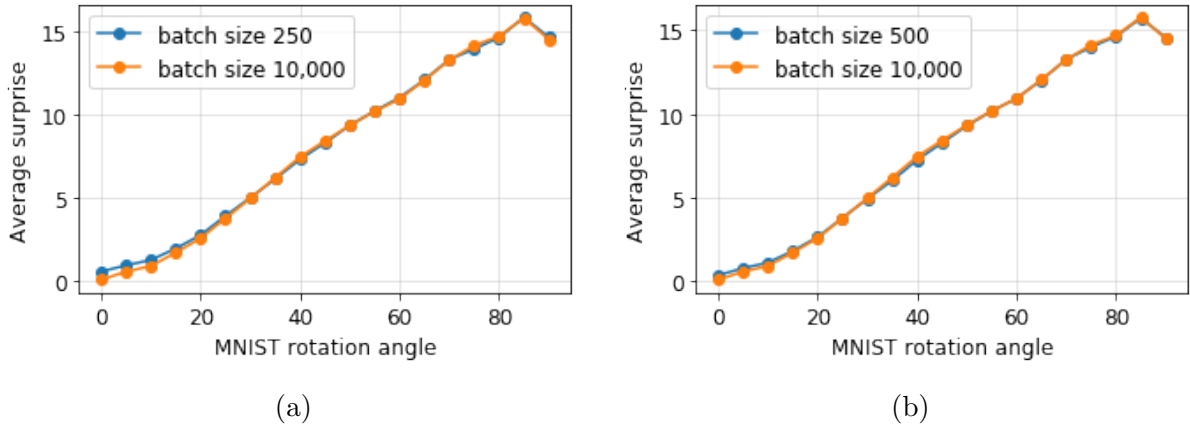 batch size 250
batch size 10,000
15
10
5
0
Average surprise
0 20 40 60 80
MNIST rotation angle
(a)
batch size 500
batch size 10,000
15
10
5
0
Average surprise
0 20 40 60 80
MNIST rotation angle
(b)